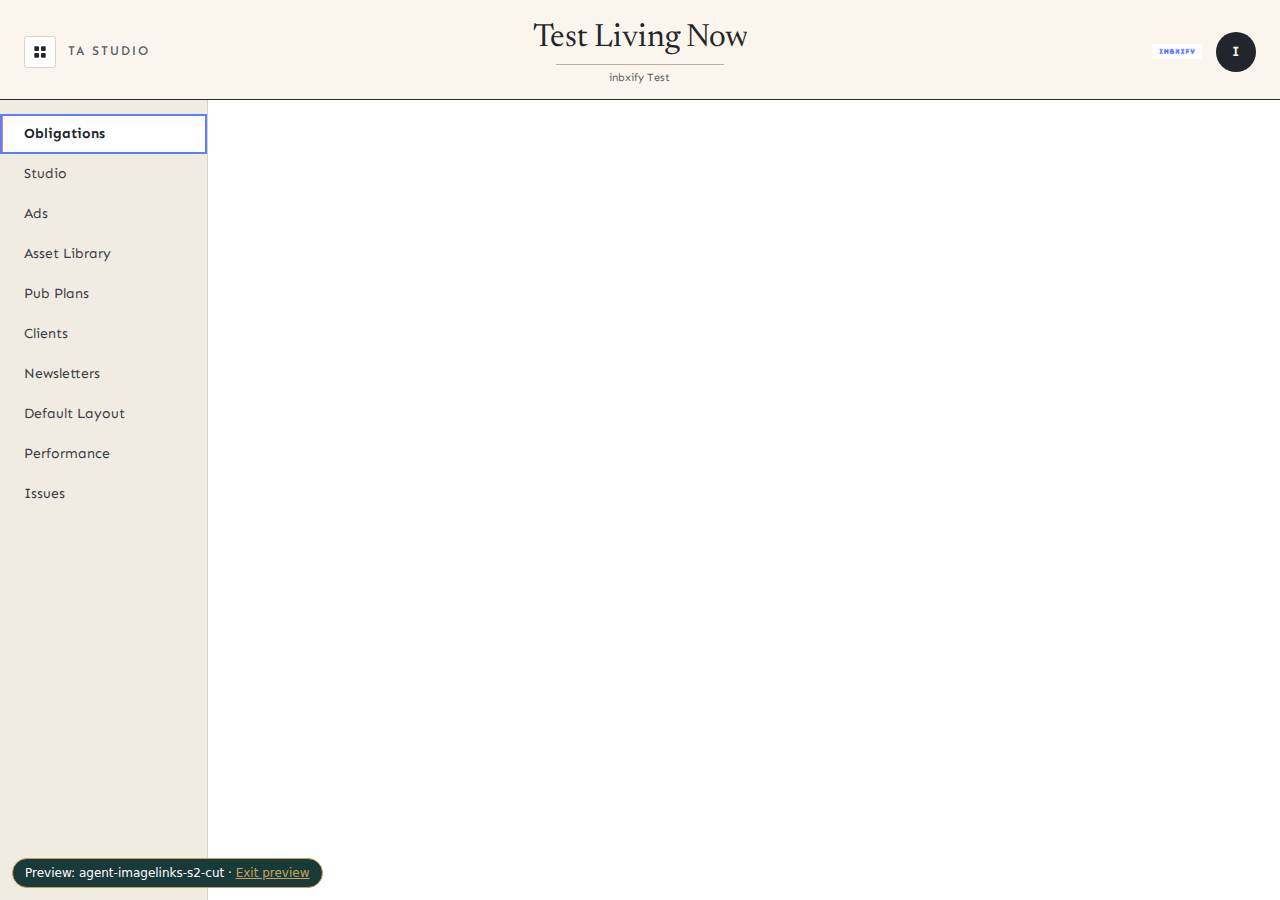 TA STUDIO
Test Living Now
inbxify Test
INBXIFY
I
Obligations
Studio
Ads
Asset Library
Pub Plans
Clients
Newsletters
Default Layout
Performance
Issues
Preview: agent-imagelinks-s2-cut · Exit preview